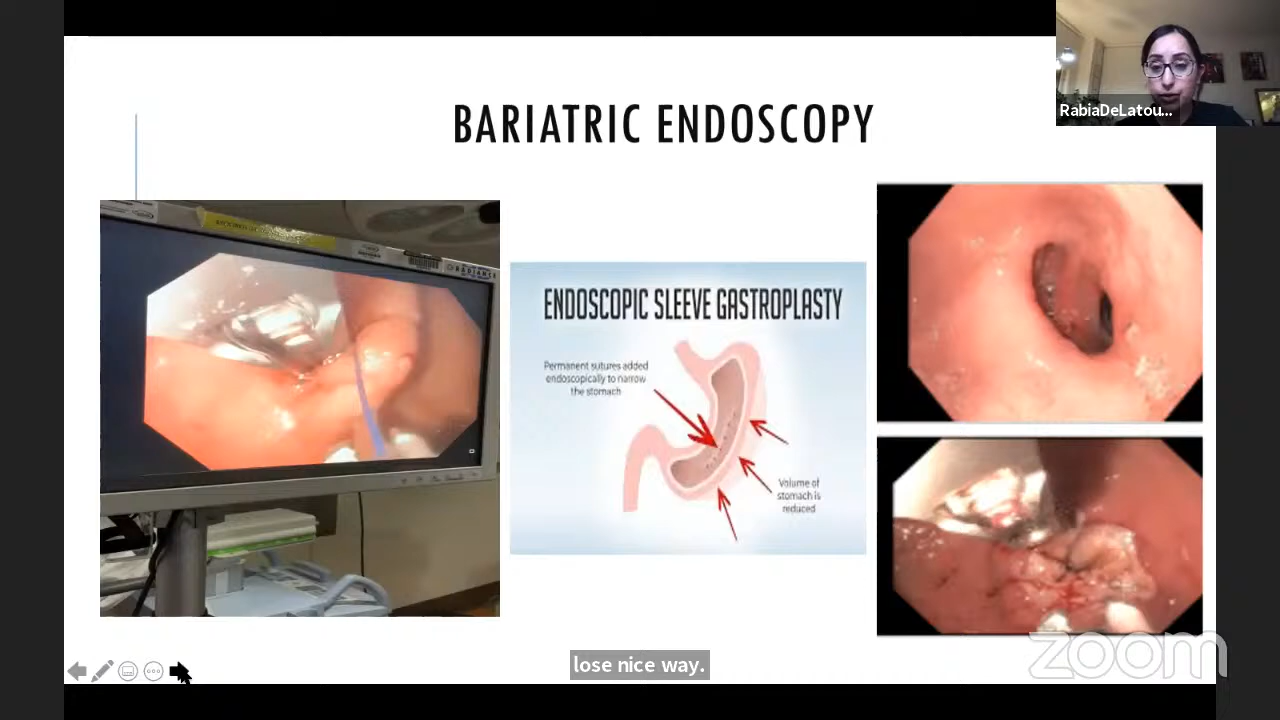 BARIATRIC ENDOSCOPY
RabiaDeLatou...
RADIANCE
ENDOSCOPIC SLEEVE GASTROPLASTY
Permanent sutures added
endoscopically to narrow
the stomach
Volume of
stomach is
reduced
lose nice way.
zoom